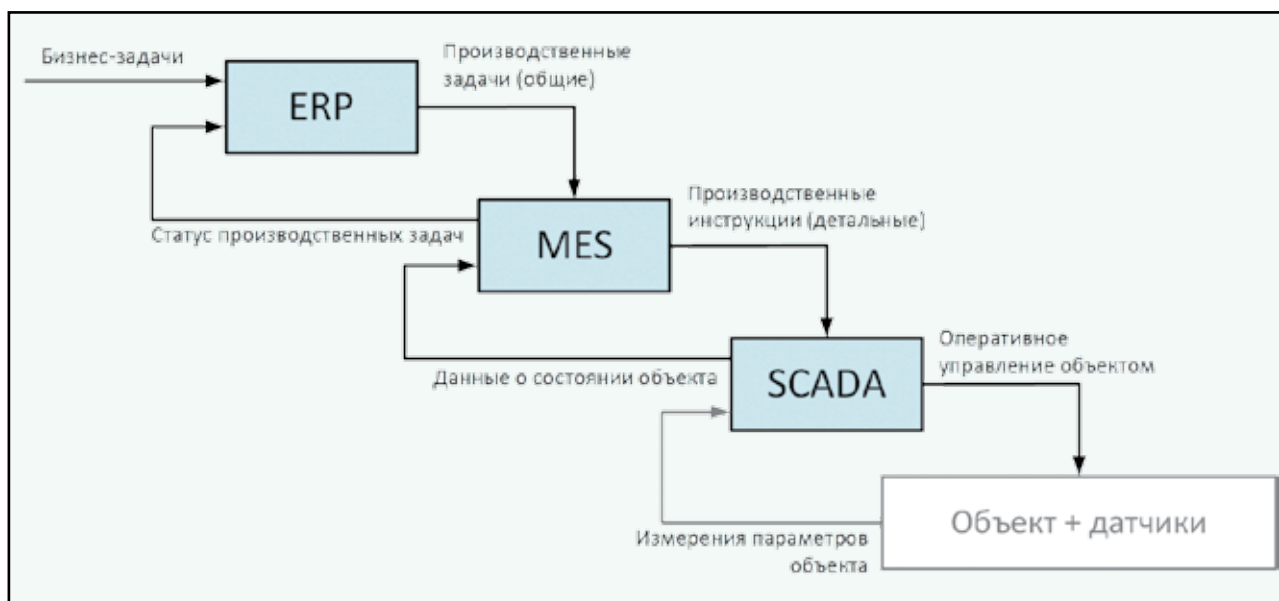 Бизнес-задачи
Производственные
задачи (общие)
ERP
Производственные
инструкции (детальные)
Статус производственных задач
MES
Оперативное
управление объектом
Данные о состоянии объекта
SCADA
Объект + датчики
Измерения параметров
объекта